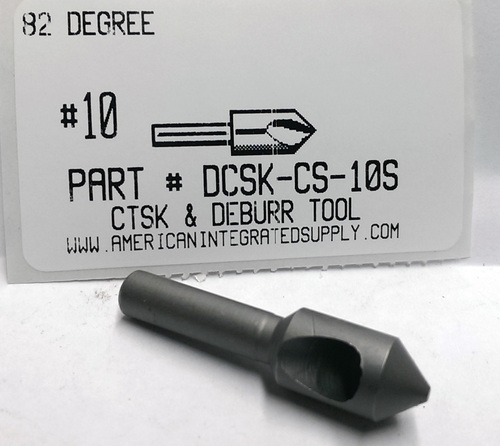 82 DEGREE
#10
PART # DCSK-CS-10S
CTSK & DEBURR TOOL
WWW.AMERICANINTEGRATEDSUPPLY.COM